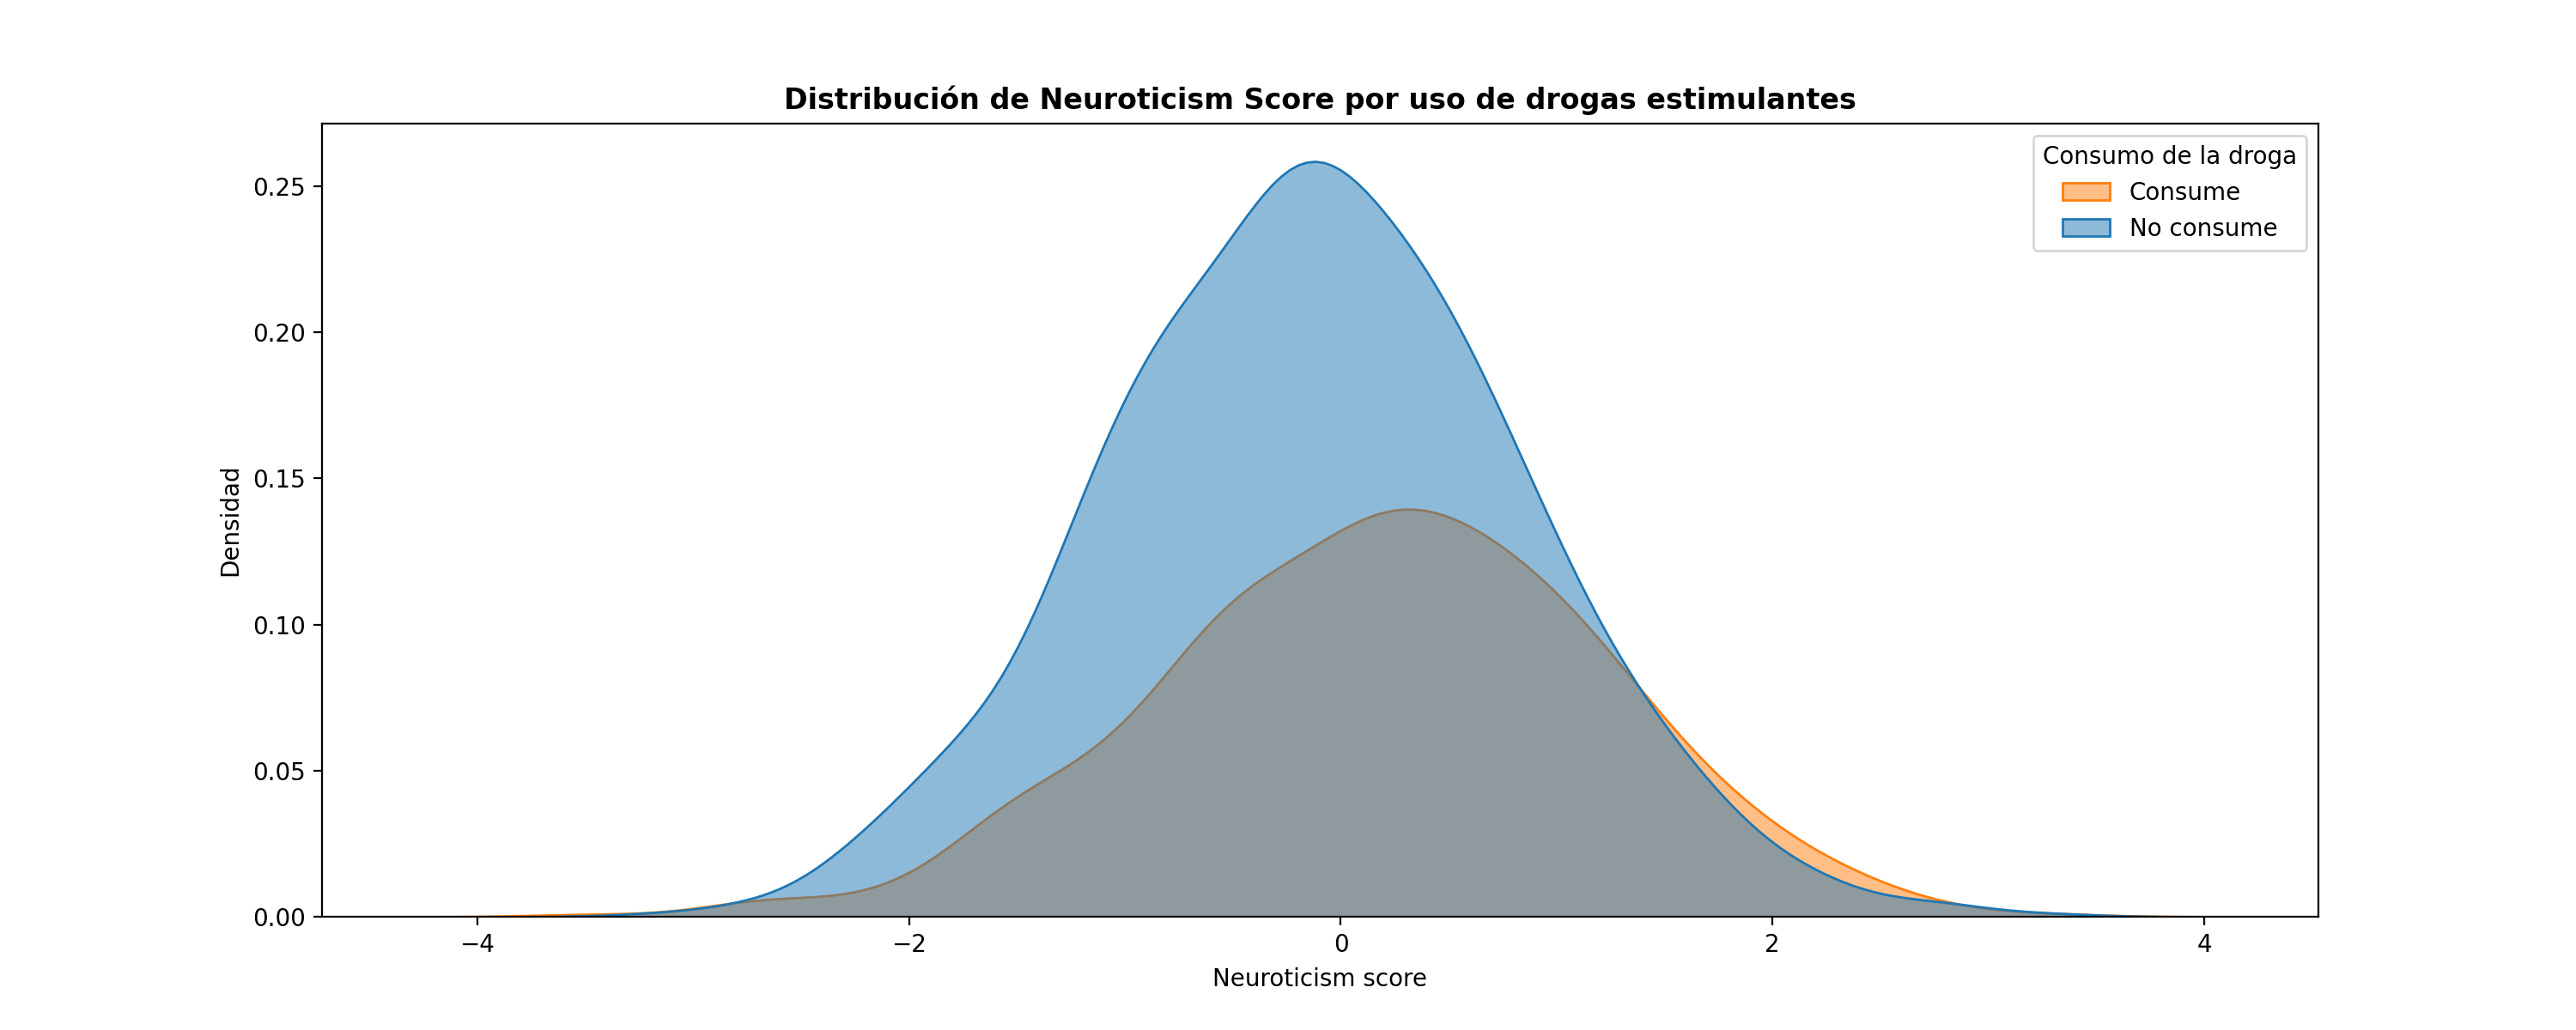 Distribución de Neuroticism Score por uso de drogas estimulantes
Consumo de la droga
Consume
No consume
0.25
0.20
0.15
0.10
0.05
0.00
Densidad
−4
−2
0
2
4
Neuroticism score